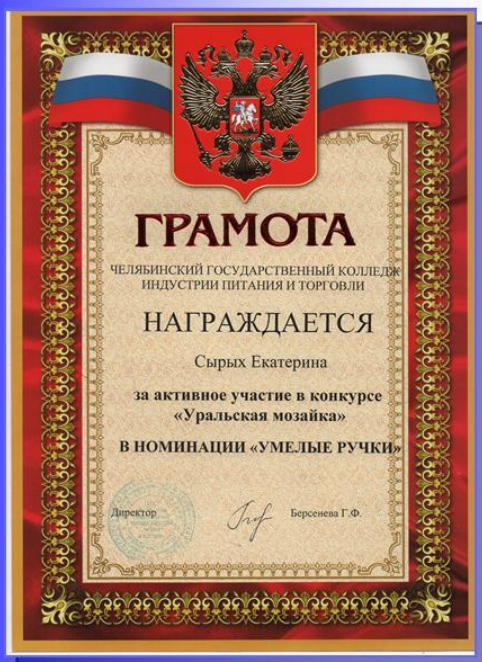 ГРАМОТА
ЧЕЛЯБИНСКИЙ ГОСУДАРСТВЕННЫЙ КОЛЛЕДЖ
ИНДУСТРИИ ПИТАНИЯ И ТОРГОВЛИ
НАГРАЖДАЕТСЯ
Сырых Екатерина
за активное участие в конкурсе
«Уральская мозайка»
В НОМИНАЦИИ «УМЕЛЫЕ РУЧКИ»
Директор Берсенева Г.Ф.